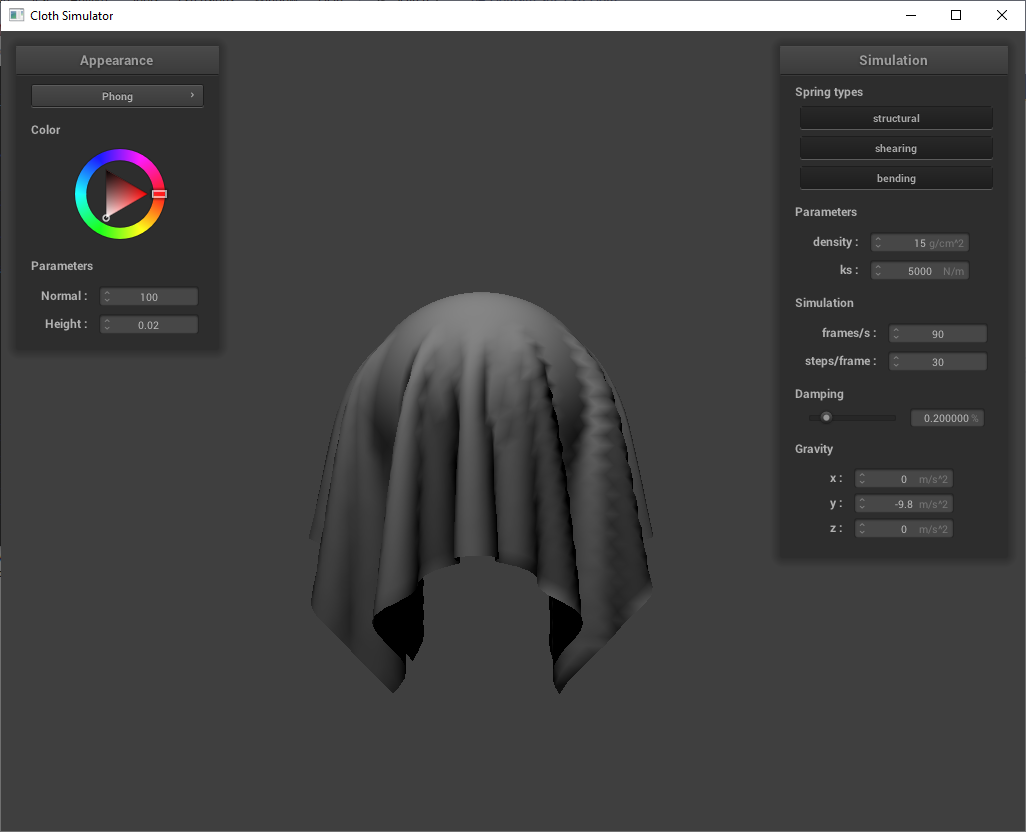 Cloth Simulator
Appearance
Phong
Color
Parameters
Normal : 100
Height : 0.02
Simulation
Spring types
structural
shearing
bending
Parameters
density : 15 g/cm^2
ks : 5000 N/m
Simulation
frames/s : 90
steps/frame : 30
Damping
0.200000 %
Gravity
x : 0 m/s^2
y : -9.8 m/s^2
z : 0 m/s^2